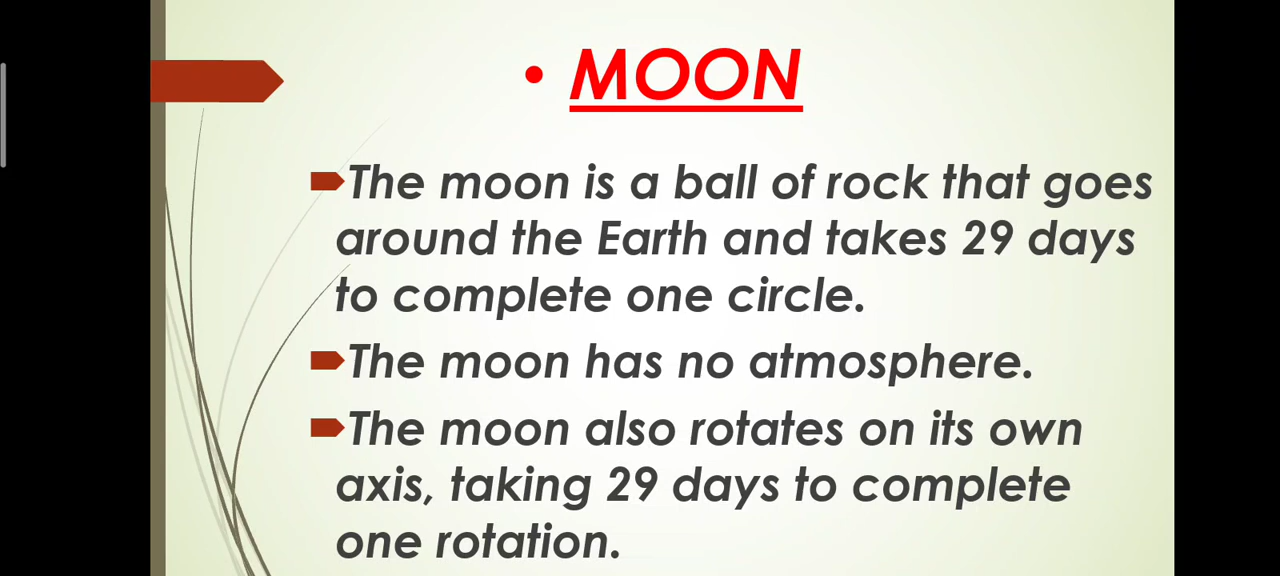 • MOON
The moon is a ball of rock that goes
around the Earth and takes 29 days
to complete one circle.
The moon has no atmosphere.
The moon also rotates on its own
axis, taking 29 days to complete
one rotation.